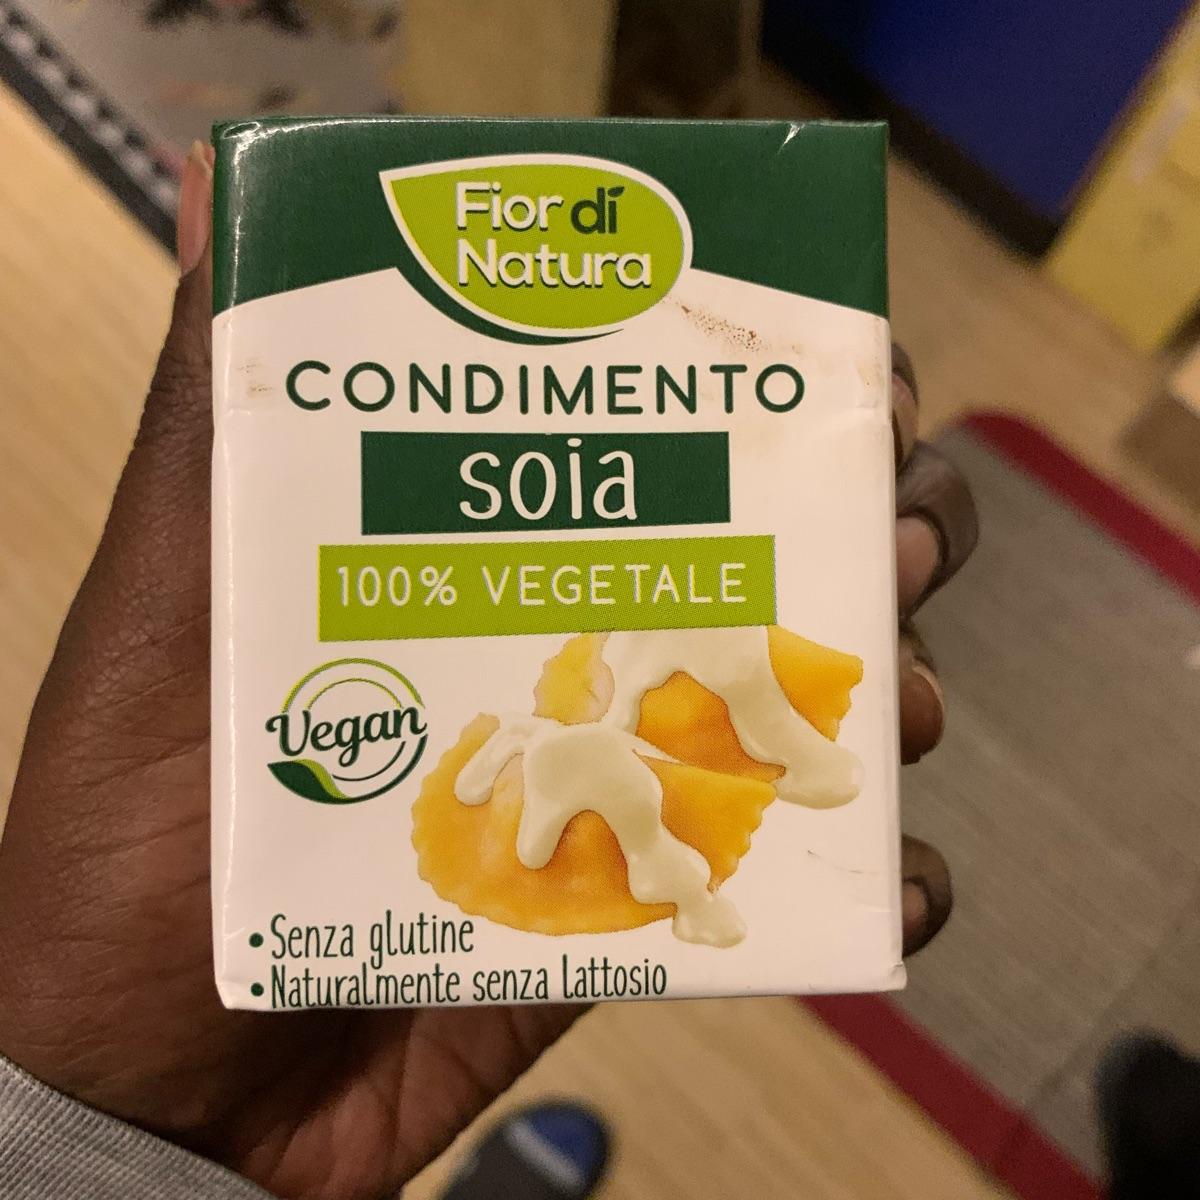 Fior di
Natura
CONDIMENTO
soia
100% VEGETALE
Vegan
•Senza glutine
•Naturalmente senza lattosio